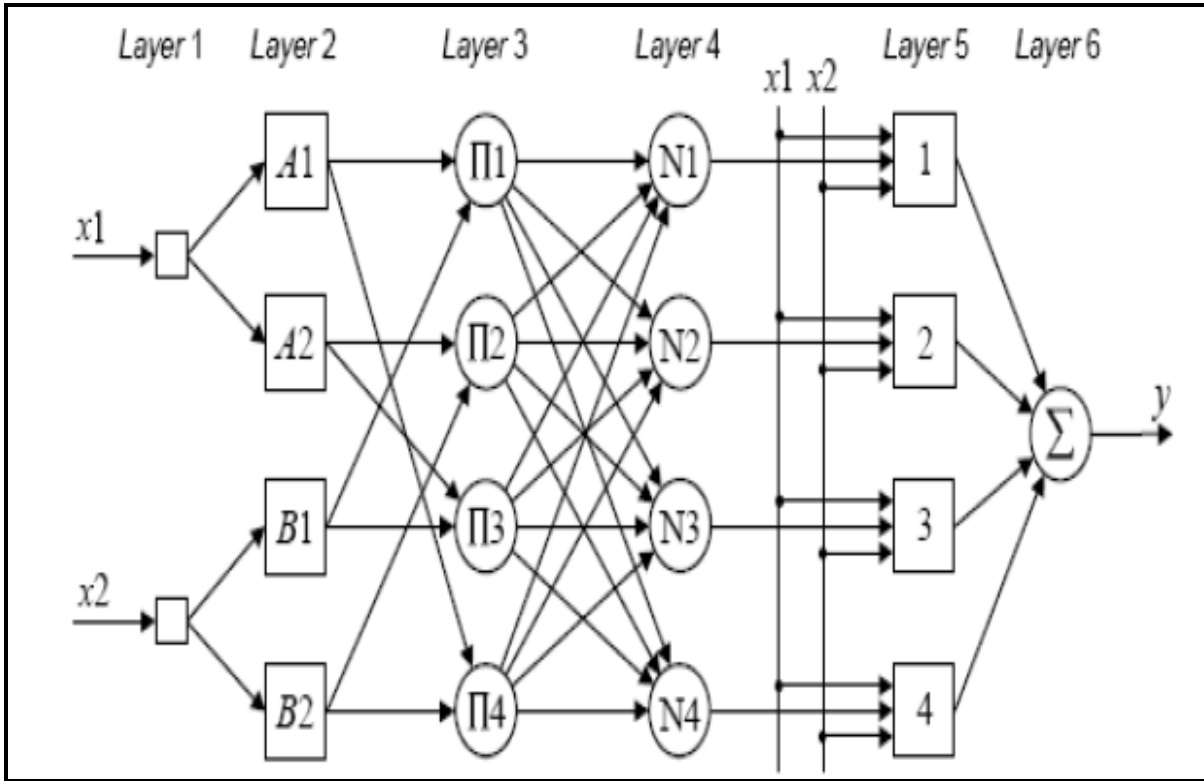 Layer 1 Layer 2 Layer 3 Layer 4 Layer 5 Layer 6
x1 x2
A1 Π1 N1 1
x1
A2 Π2 N2 2
Σ y
B1 Π3 N3 3
x2
B2 Π4 N4 4